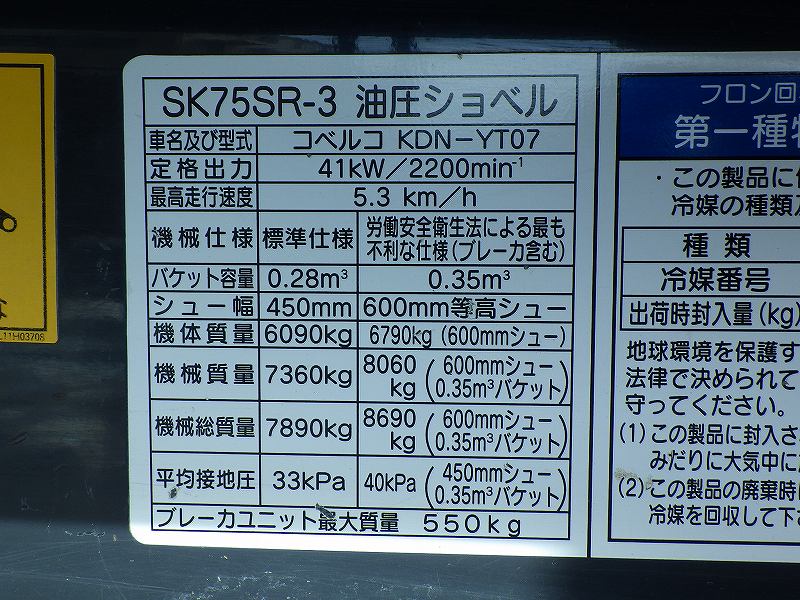 SK75SR-3 油圧ショベル
車名及び型式 コベルコ KDN-YT07
定格出力 41kW/2200min⁻¹
最高走行速度 5.3 km/h
機械仕様 標準仕様 労働安全衛生法による最も
不利な仕様(ブレーカ含む)
バケット容量 0.28m³ 0.35m³
シュー幅 450mm 600mm等高シュー
機体質量 6090kg 6790kg (600mmシュー)
機械質量 7360kg 8060kg (600mmシュー
0.35m³バケット)
機械総質量 7890kg 8690kg (600mmシュー
0.35m³バケット)
平均接地圧 33kPa 40kPa (450mmシュー
0.35m³バケット)
ブレーカユニット最大質量 550kg
フロン回
第一種
・この製品に
冷媒の種類
種類
冷媒番号
出荷時封入量(kg)
地球環境を保護す
法律で決められて
守ってください。
(1)この製品に封入さ
みだりに大気中に
(2)この製品の廃棄時
冷媒を回収して下
11H03708